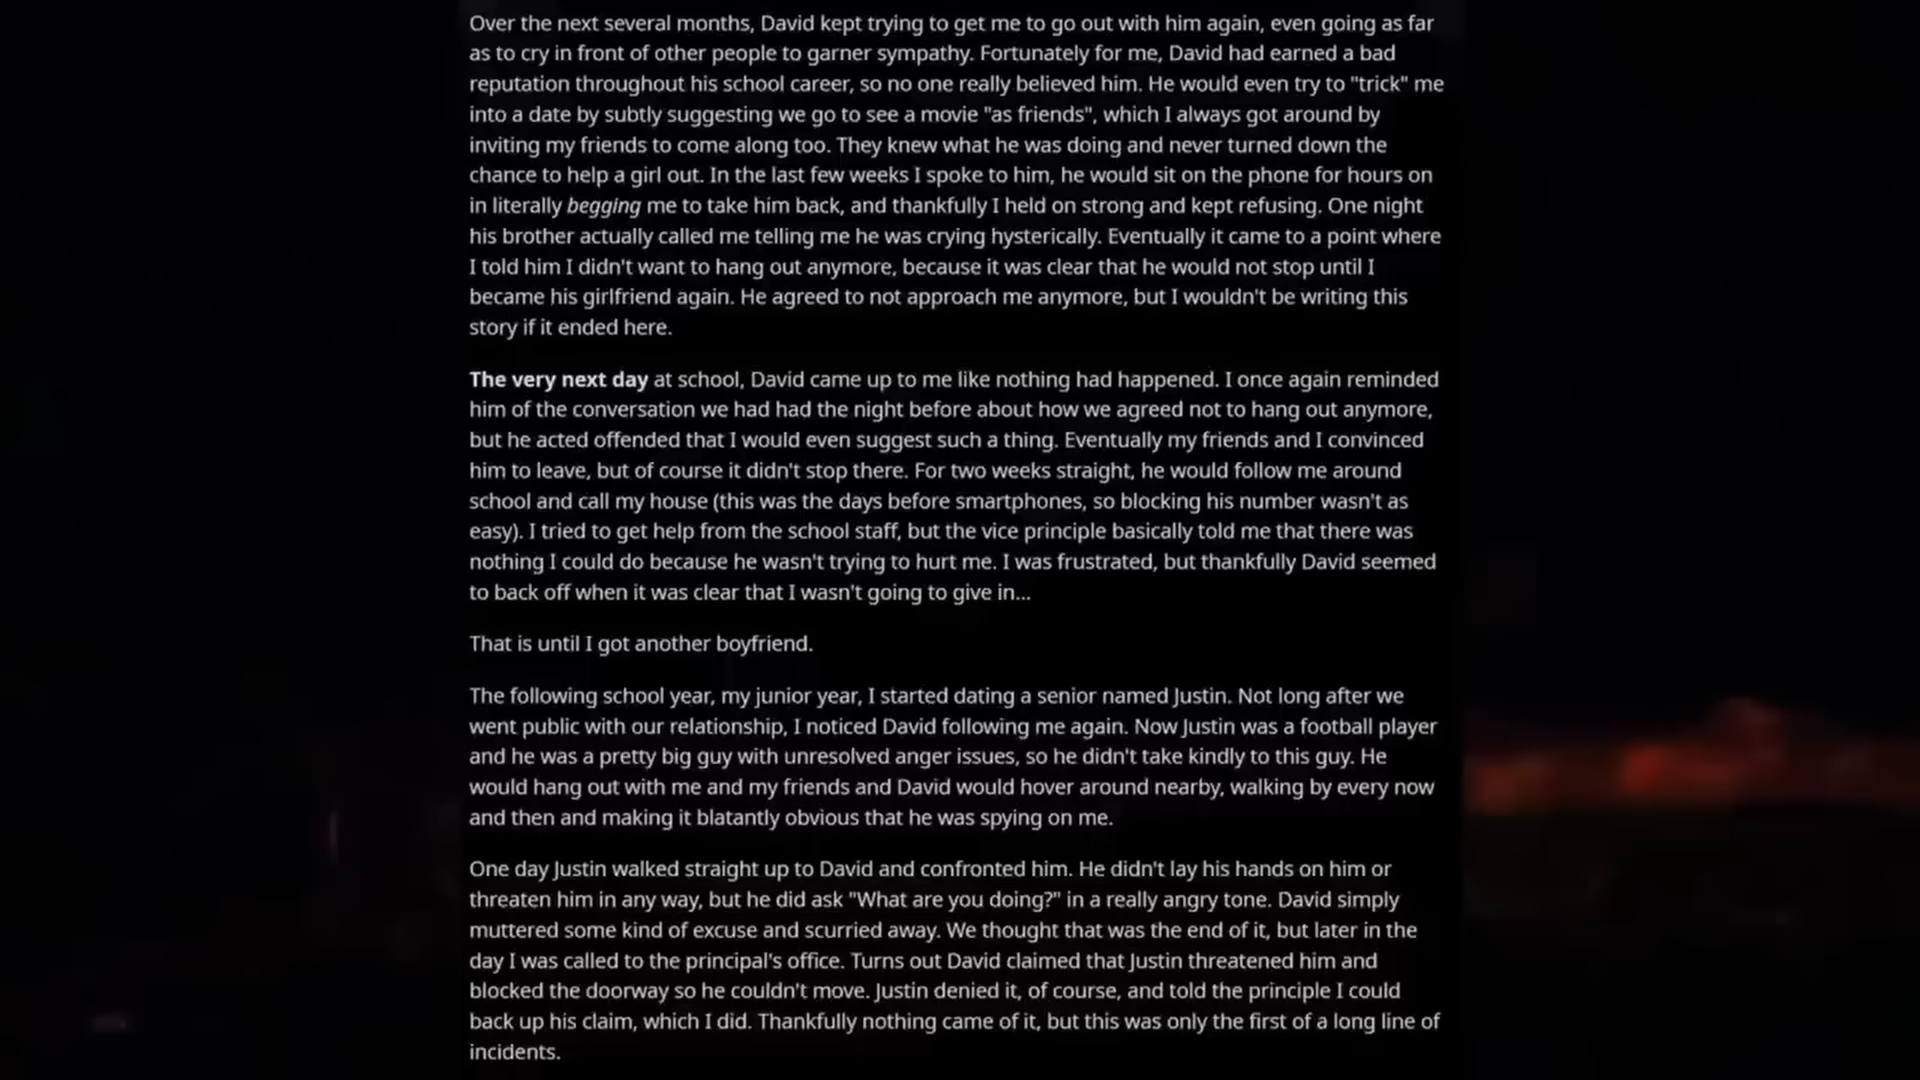 Over the next several months, David kept trying to get me to go out with him again, even going as far
as to cry in front of other people to garner sympathy. Fortunately for me, David had earned a bad
reputation throughout his school career, so no one really believed him. He would even try to "trick" me
into a date by subtly suggesting we go to see a movie "as friends", which I always got around by
inviting my friends to come along too. They knew what he was doing and never turned down the
chance to help a girl out. In the last few weeks I spoke to him, he would sit on the phone for hours on
in literally begging me to take him back, and thankfully I held on strong and kept refusing. One night
his brother actually called me telling me he was crying hysterically. Eventually it came to a point where
I told him I didn't want to hang out anymore, because it was clear that he would not stop until I
became his girlfriend again. He agreed to not approach me anymore, but I wouldn't be writing this
story if it ended here.
The very next day at school, David came up to me like nothing had happened. I once again reminded
him of the conversation we had had the night before about how we agreed not to hang out anymore,
but he acted offended that I would even suggest such a thing. Eventually my friends and I convinced
him to leave, but of course it didn't stop there. For two weeks straight, he would follow me around
school and call my house (this was the days before smartphones, so blocking his number wasn't as
easy). I tried to get help from the school staff, but the vice principle basically told me that there was
nothing I could do because he wasn't trying to hurt me. I was frustrated, but thankfully David seemed
to back off when it was clear that I wasn't going to give in...
That is until I got another boyfriend.
The following school year, my junior year, I started dating a senior named Justin. Not long after we
went public with our relationship, I noticed David following me again. Now Justin was a football player
and he was a pretty big guy with unresolved anger issues, so he didn't take kindly to this guy. He
would hang out with me and my friends and David would hover around nearby, walking by every now
and then and making it blatantly obvious that he was spying on me.
One day Justin walked straight up to David and confronted him. He didn't lay his hands on him or
threaten him in any way, but he did ask "What are you doing?" in a really angry tone. David simply
muttered some kind of excuse and scurried away. We thought that was the end of it, but later in the
day I was called to the principal's office. Turns out David claimed that Justin threatened him and
blocked the doorway so he couldn't move. Justin denied it, of course, and told the principle I could
back up his claim, which I did. Thankfully nothing came of it, but this was only the first of a long line of
incidents.